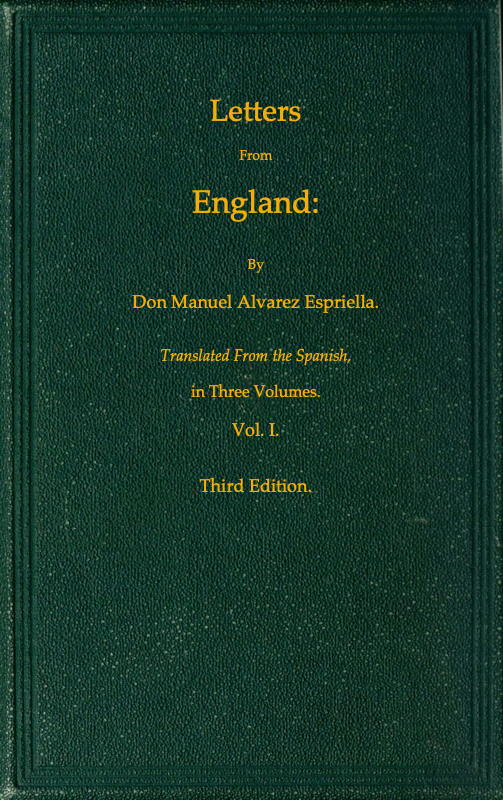 Letters
From
England:
By
Don Manuel Alvarez Espriella.
Translated From the Spanish,
in Three Volumes.
Vol. I.
Third Edition.